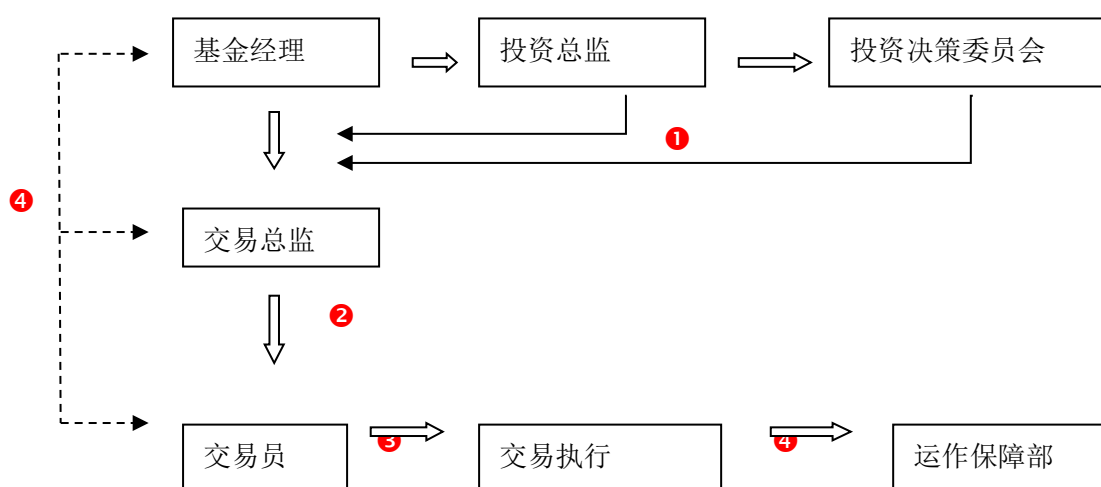 基金经理
投资总监
投资决策委员会
❶
❹
交易总监
❷
交易员
❸
交易执行
❹
运作保障部